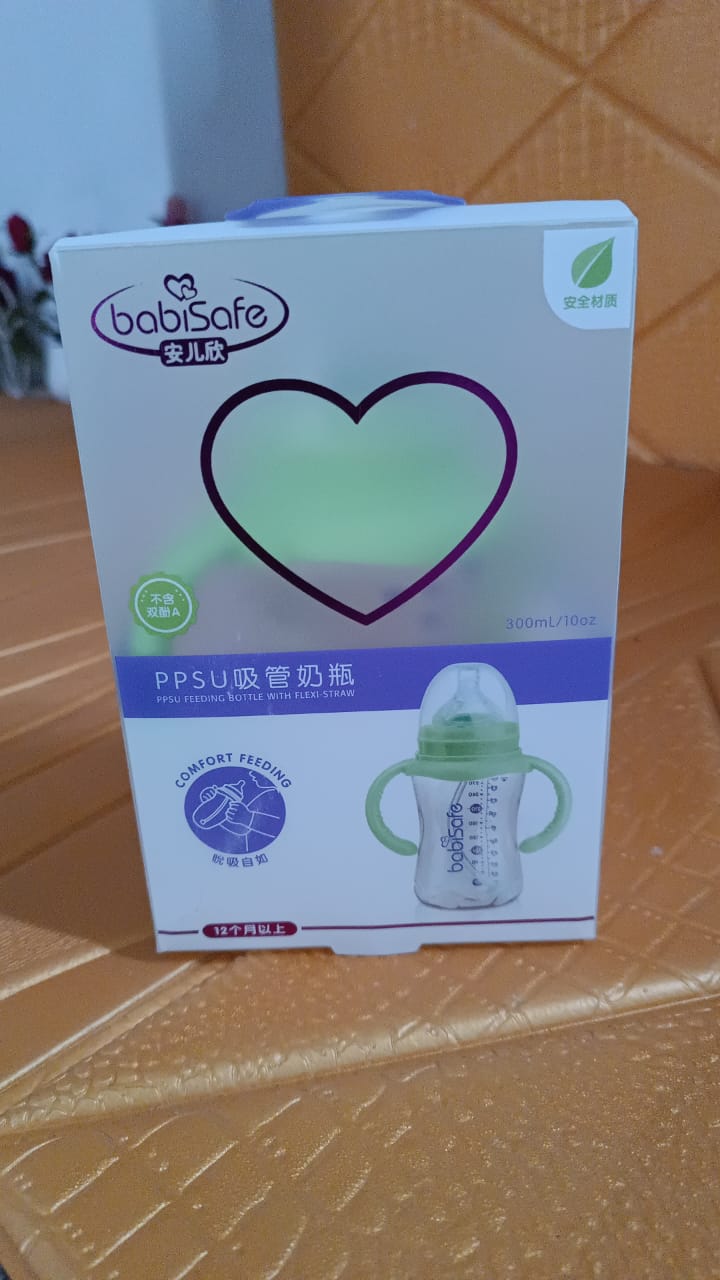 babiSafe
安儿欣
安全材质
不含
双酚A
300mL/10oz
PPSU吸管奶瓶
PPSU FEEDING BOTTLE WITH FLEXI-STRAW
COMFORT FEEDING
吮吸自如
babiSafe
12个月以上